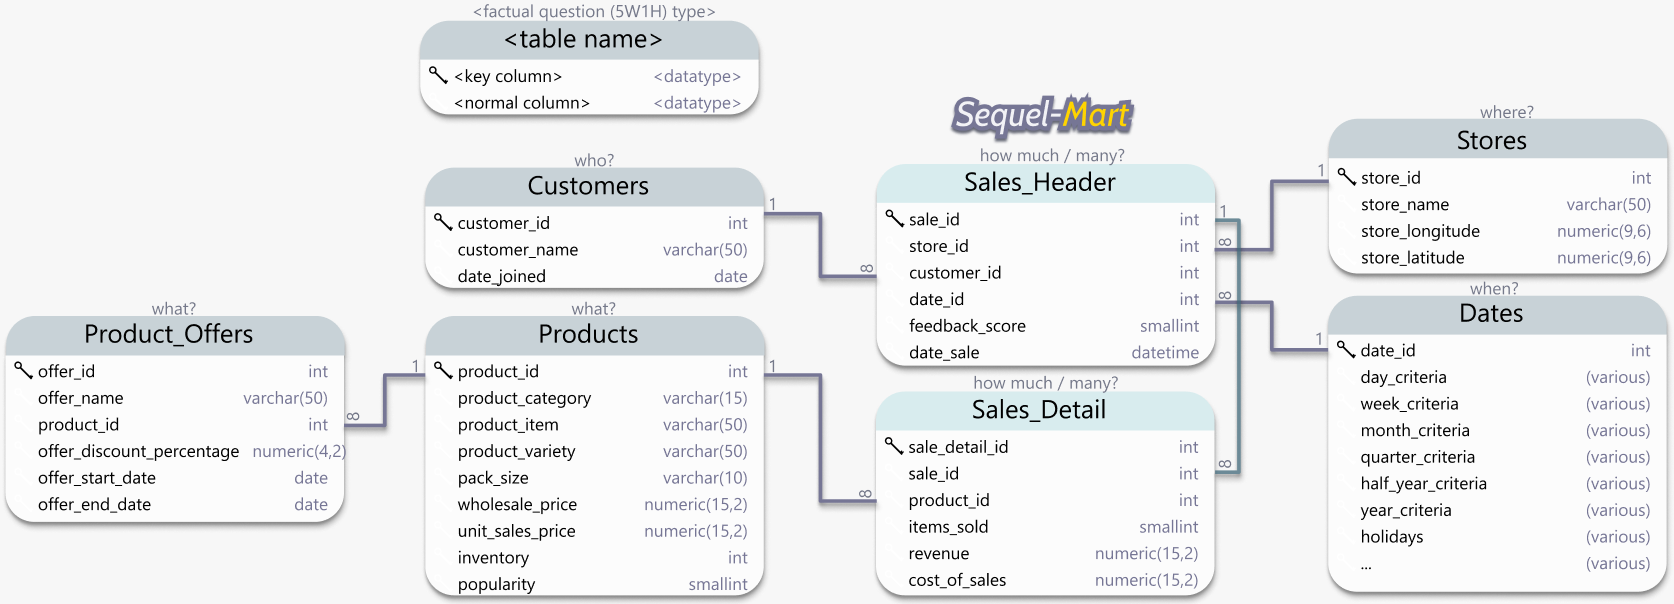 <factual question (5W1H) type>
<table name>
<key column> <datatype>
<normal column> <datatype>
Sequel-Mart
who?
Customers
customer_id int
customer_name varchar(50)
date_joined date
1
∞
how much / many?
Sales_Header
sale_id int
store_id int
customer_id int
date_id int
feedback_score smallint
date_sale datetime
1
∞
∞
where?
Stores
1
store_id int
store_name varchar(50)
store_longitude numeric(9,6)
store_latitude numeric(9,6)
what?
Product_Offers
offer_id int
offer_name varchar(50)
product_id int
offer_discount_percentage numeric(4,2)
offer_start_date date
offer_end_date date
∞
1
what?
Products
product_id int
product_category varchar(15)
product_item varchar(50)
product_variety varchar(50)
pack_size varchar(10)
wholesale_price numeric(15,2)
unit_sales_price numeric(15,2)
inventory int
popularity smallint
1
∞
how much / many?
Sales_Detail
sale_detail_id int
sale_id int
product_id int
items_sold smallint
revenue numeric(15,2)
cost_of_sales numeric(15,2)
∞
when?
Dates
1
date_id int
day_criteria (various)
week_criteria (various)
month_criteria (various)
quarter_criteria (various)
half_year_criteria (various)
year_criteria (various)
holidays (various)
... (various)